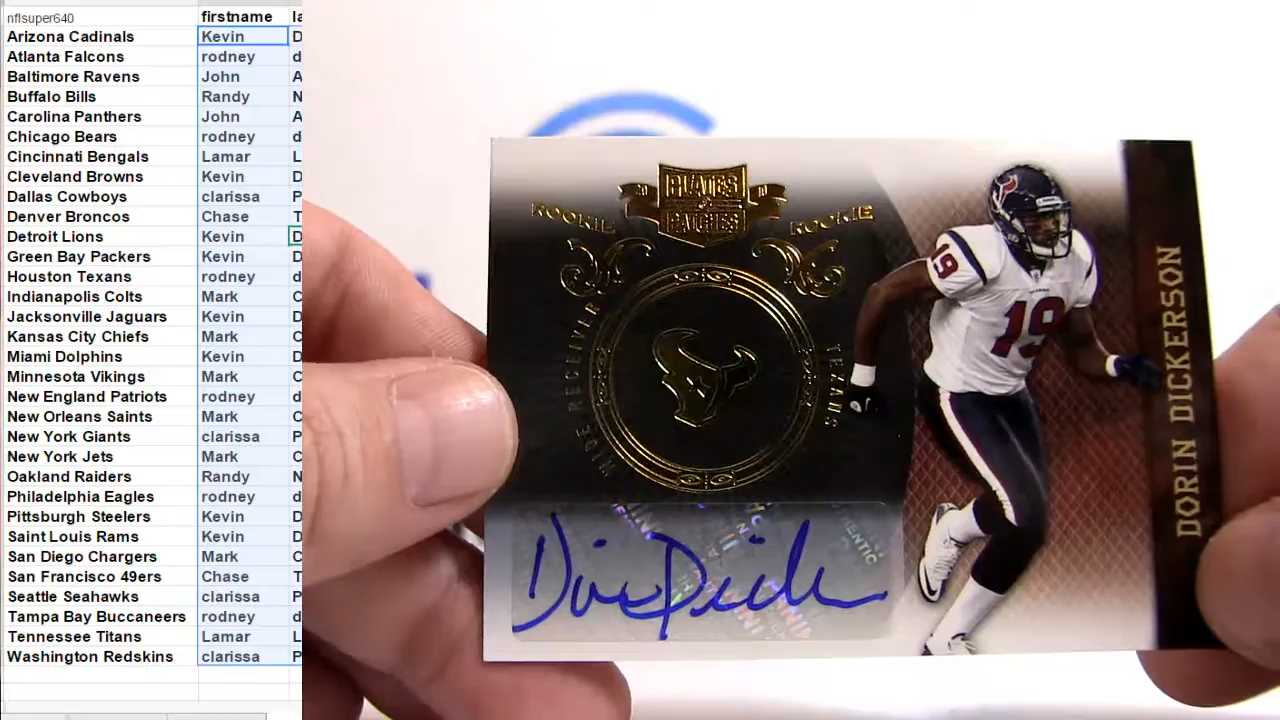 nflsuper640 firstname la
Arizona Cadinals Kevin D
Atlanta Falcons rodney d
Baltimore Ravens John A
Buffalo Bills Randy N
Carolina Panthers John A
Chicago Bears rodney d
Cincinnati Bengals Lamar L
Cleveland Browns Kevin D
Dallas Cowboys clarissa P
Denver Broncos Chase T
Detroit Lions Kevin D
Green Bay Packers Kevin D
Houston Texans rodney d
Indianapolis Colts Mark C
Jacksonville Jaguars Kevin D
Kansas City Chiefs Mark C
Miami Dolphins Kevin D
Minnesota Vikings Mark C
New England Patriots rodney d
New Orleans Saints Mark C
New York Giants clarissa P
New York Jets Mark C
Oakland Raiders Randy N
Philadelphia Eagles rodney d
Pittsburgh Steelers Kevin D
Saint Louis Rams Kevin D
San Diego Chargers Mark C
San Francisco 49ers Chase T
Seattle Seahawks clarissa P
Tampa Bay Buccaneers rodney d
Tennessee Titans Lamar L
Washington Redskins clarissa P
PLATES
&
PATCHES
ROOKIE ROOKIE
WIDE RECEIVER
TEXANS
19
19
DORIN DICKERSON
AUTHENTIC